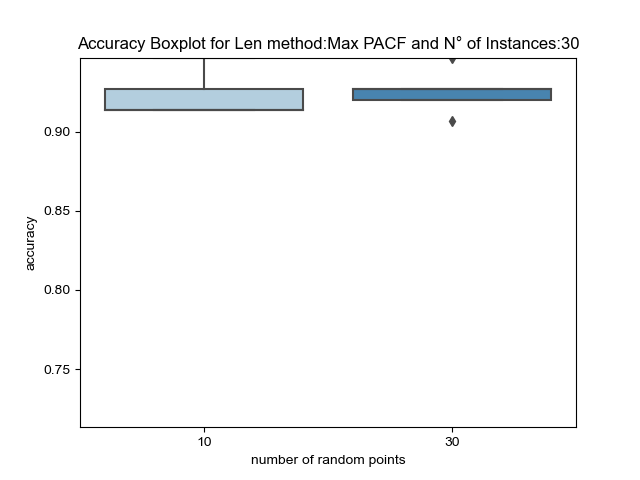 Accuracy Boxplot for Len method:Max PACF and N° of Instances:30
0.90
0.85
0.80
0.75
accuracy
10
30
number of random points